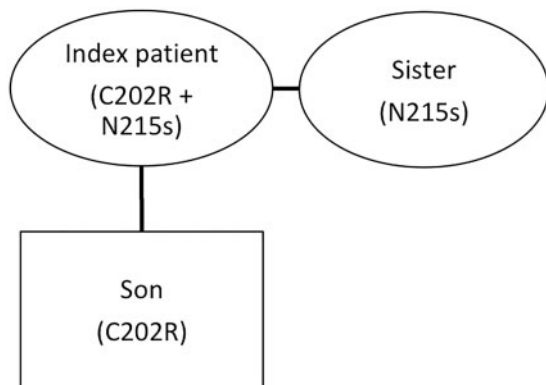 Index patient
(C202R +
N215s)
Sister
(N215s)
Son
(C202R)